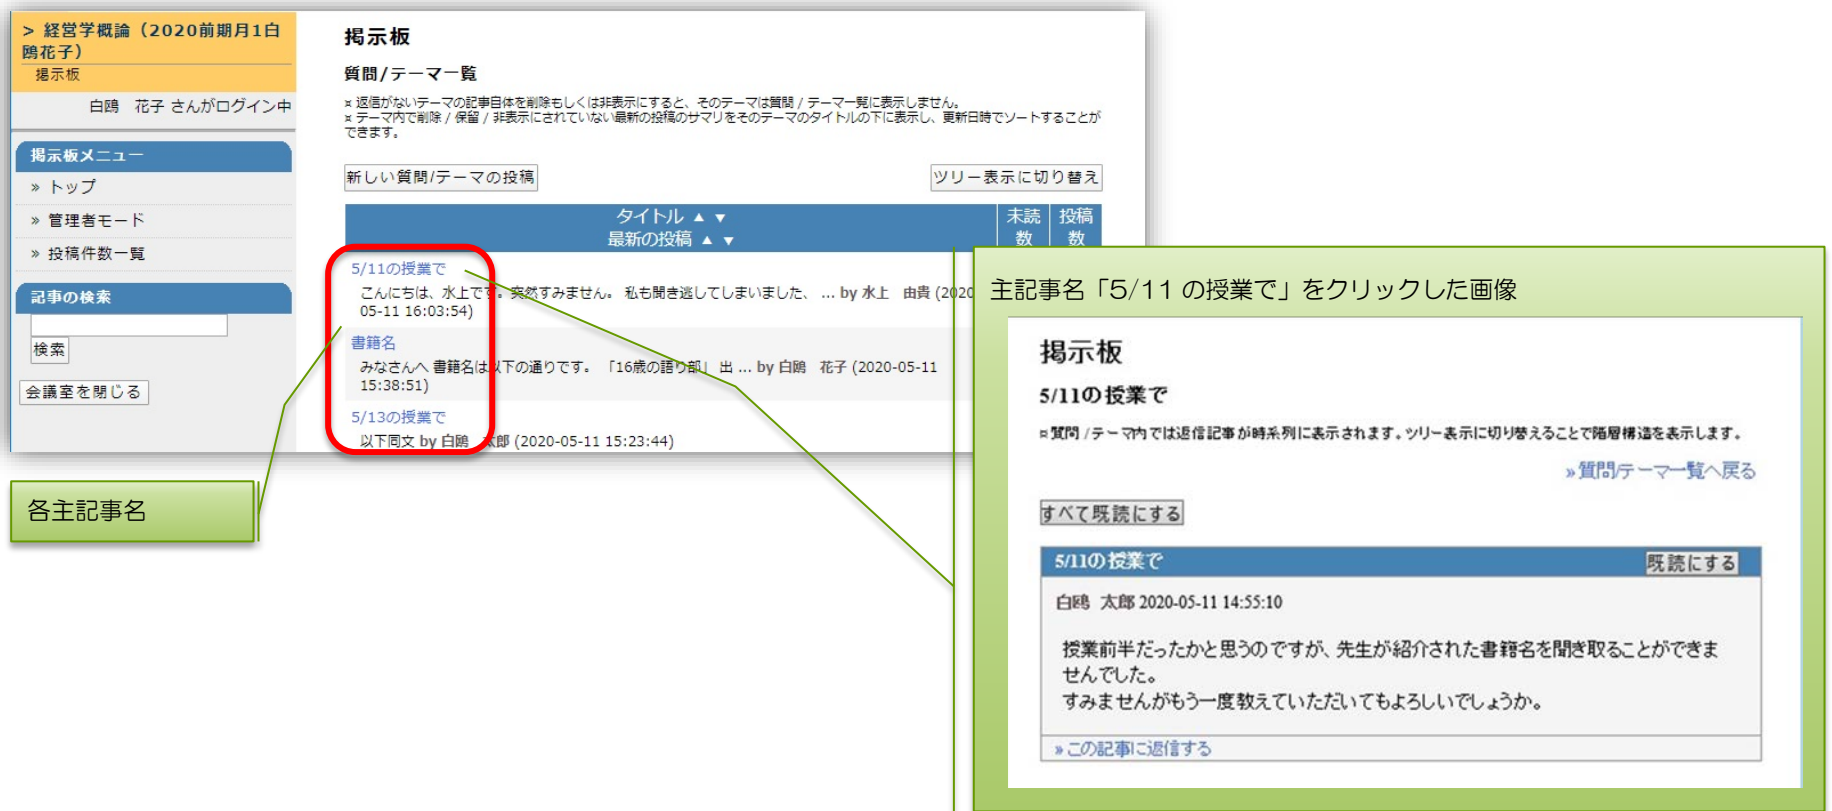 > 経営学概論（2020前期月1白
鴎花子）
掲示板
白鴎　花子 さんがログイン中
掲示板メニュー
» トップ
» 管理者モード
» 投稿件数一覧
記事の検索
検索
会議室を閉じる
掲示板
質問/テーマ一覧
¤ 返信がないテーマの記事自体を削除もしくは非表示にすると、そのテーマは質問 / テーマ一覧に表示しません。
¤ テーマ内で削除 / 保留 / 非表示にされていない最新の投稿のサマリをそのテーマのタイトルの下に表示し、更新日時でソートすることが
できます。
新しい質問/テーマの投稿
ツリー表示に切り替え
タイトル ▲ ▼
最新の投稿 ▲ ▼
未読
数
投稿
数
5/11の授業で
こんにちは、水上です。突然すみません。 私も聞き逃してしまいました、 ... by 水上　由貴 (2020
05-11 16:03:54)
書籍名
みなさんへ 書籍名は以下の通りです。 「16歳の語り部」 出 ... by 白鴎　花子 (2020-05-11
15:38:51)
5/13の授業で
以下同文 by 白鴎　太郎 (2020-05-11 15:23:44)
各主記事名
主記事名「5/11 の授業で」をクリックした画像
掲示板
5/11の授業で
¤ 質問 / テーマ内では返信記事が時系列に表示されます。ツリー表示に切り替えることで階層構造を表示します。
» 質問/テーマ一覧へ戻る
すべて既読にする
5/11の授業で
既読にする
白鴎　太郎 2020-05-11 14:55:10
授業前半だったかと思うのですが、先生が紹介された書籍名を聞き取ることができま
せんでした。
すみませんがもう一度教えていただいてもよろしいでしょうか。
» この記事に返信する